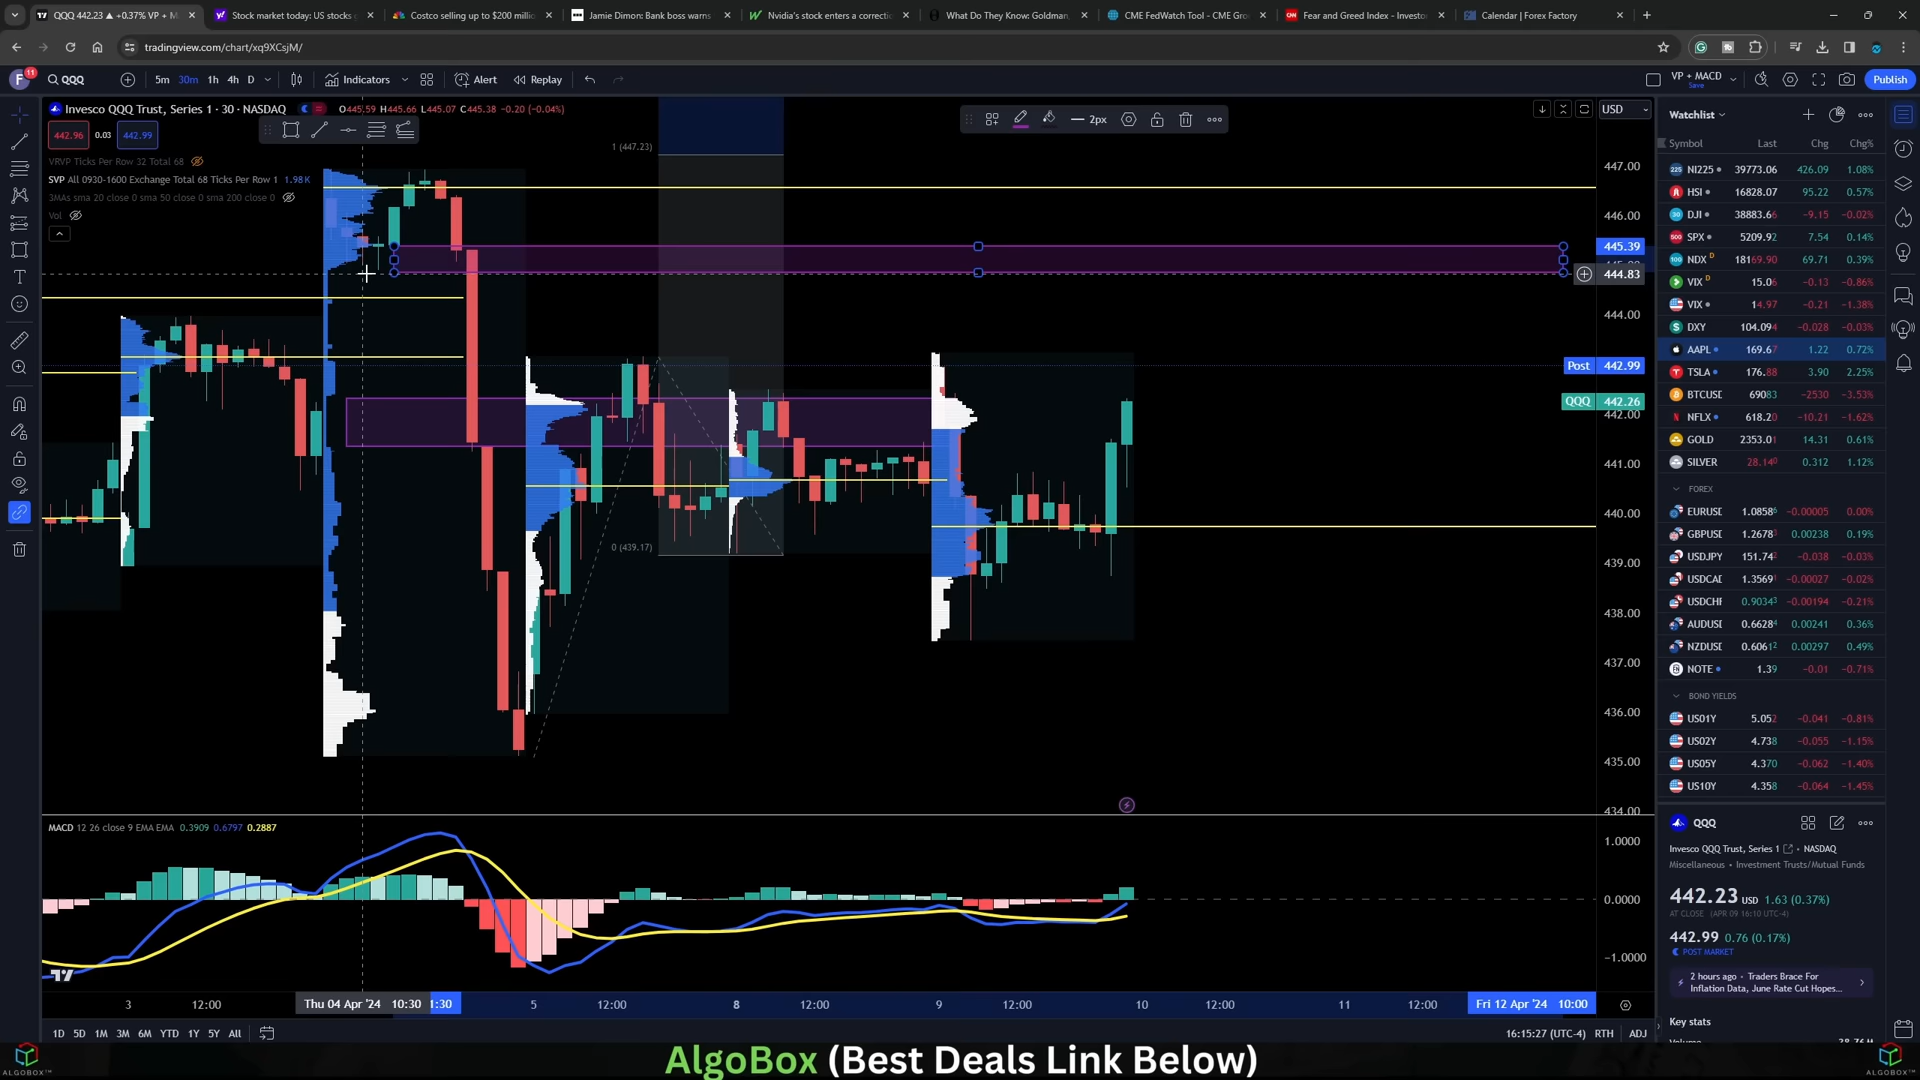 QQQ 442.23 ▲ +0.37% VP + M
Stock market today: US stocks
Costco selling up to $200 milli
Jamie Dimon: Bank boss warns
Nvidia's stock enters a correcti
What Do They Know: Goldman,
CME FedWatch Tool - CME Gro
Fear and Greed Index - Investo
Calendar | Forex Factory
tradingview.com/chart/xq9XCsjM/
F 11 QQQ 5m 30m 1h 4h D Indicators Alert Replay VP + MACD Save Publish
Invesco QQQ Trust, Series 1 · 30 · NASDAQ O445.59 H445.66 L445.07 C445.38 −0.20 (−0.04%)
442.96 0.03 442.99
VRVP Ticks Per Row 32 Total 68
SVP All 0930-1600 Exchange Total 68 Ticks Per Row 1 1.98K
3MAs sma 20 close 0 sma 50 close 0 sma 200 close 0
Vol
2px
1 (447.23)
0 (439.17)
USD
447.00
446.00
445.39
444.83
444.00
Post 442.99
QQQ 442.26
442.00
441.00
440.00
439.00
438.00
437.00
436.00
435.00
434.00
MACD 12 26 close 9 EMA EMA 0.3909 0.6797 0.2887
1.0000
0.0000
−1.0000
3 12:00 Thu 04 Apr '24 10:30 1:30 5 12:00 8 12:00 9 12:00 10 12:00 11 12:00 Fri 12 Apr '24 10:00
1D 5D 1M 3M 6M YTD 1Y 5Y All 16:15:27 (UTC-4) RTH ADJ
Watchlist
Symbol Last Chg Chg%
NI225 39773.06 426.09 1.08%
HSI 16828.07 95.22 0.57%
DJI 38883.66 −9.15 −0.02%
SPX 5209.92 7.54 0.14%
NDX D 18169.90 69.71 0.39%
VIX D 15.06 −0.13 −0.86%
VIX 14.97 −0.21 −1.38%
DXY 104.094 −0.028 −0.03%
AAPL 169.67 1.22 0.72%
TSLA 176.88 3.90 2.25%
BTCUSD 69083 −2530 −3.53%
NFLX 618.20 −10.21 −1.62%
GOLD 2353.01 14.31 0.61%
SILVER 28.140 0.312 1.12%
FOREX
EURUSD 1.08586 −0.00005 0.00%
GBPUSD 1.2678 0.00238 0.19%
USDJPY 151.742 −0.038 −0.03%
USDCAD 1.3569 −0.00027 −0.02%
USDCHF 0.90343 −0.00194 −0.21%
AUDUSD 0.66284 0.00241 0.36%
NZDUSD 0.60612 0.00297 0.49%
NOTE 1.39 −0.01 −0.71%
BOND YIELDS
US01Y 5.052 −0.041 −0.81%
US02Y 4.738 −0.055 −1.15%
US05Y 4.370 −0.062 −1.40%
US10Y 4.358 −0.064 −1.45%
QQQ
Invesco QQQ Trust, Series 1 • NASDAQ
Miscellaneous • Investment Trusts/Mutual Funds
442.23 USD 1.63 (0.37%)
AT CLOSE (APR 09 16:10 UTC-4)
442.99 0.76 (0.17%)
POST MARKET
2 hours ago • Traders Brace For
Inflation Data, June Rate Cut Hopes...
Key stats
AlgoBox (Best Deals Link Below)
ALGOBOX™
ALGOBOX™